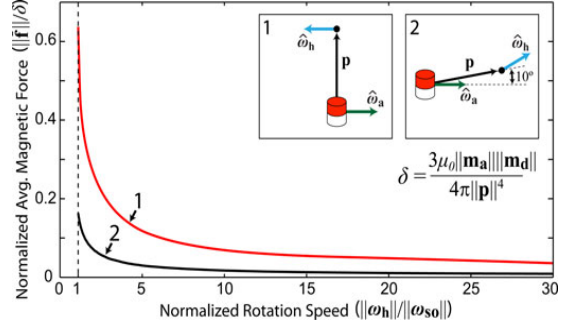 Normalized Avg. Magnetic Force (||f̄||/δ)
0.6
0.4
0.2
0
0 1 5 10 15 20 25 30
Normalized Rotation Speed (||ωh||/||ωso||)
1
2
1
ω̂h
p
ω̂a
2
ω̂h
p
10°
ω̂a
δ = 3μ0||ma||||md|| / 4π||p||⁴